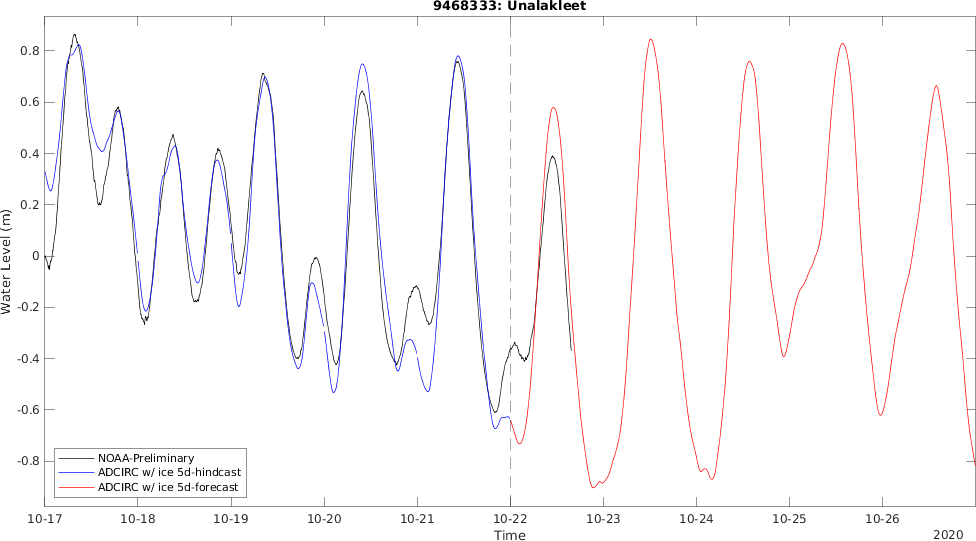 9468333: Unalakleet
Water Level (m)
0.8
0.6
0.4
0.2
0
-0.2
-0.4
-0.6
-0.8
NOAA-Preliminary
ADCIRC w/ ice 5d-hindcast
ADCIRC w/ ice 5d-forecast
10-17 10-18 10-19 10-20 10-21 10-22 10-23 10-24 10-25 10-26
Time
2020